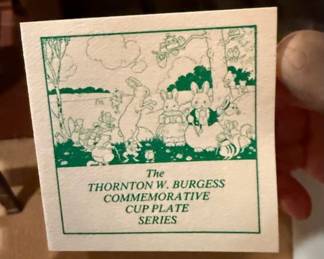 The
THORNTON W. BURGESS
COMMEMORATIVE
CUP PLATE
SERIES